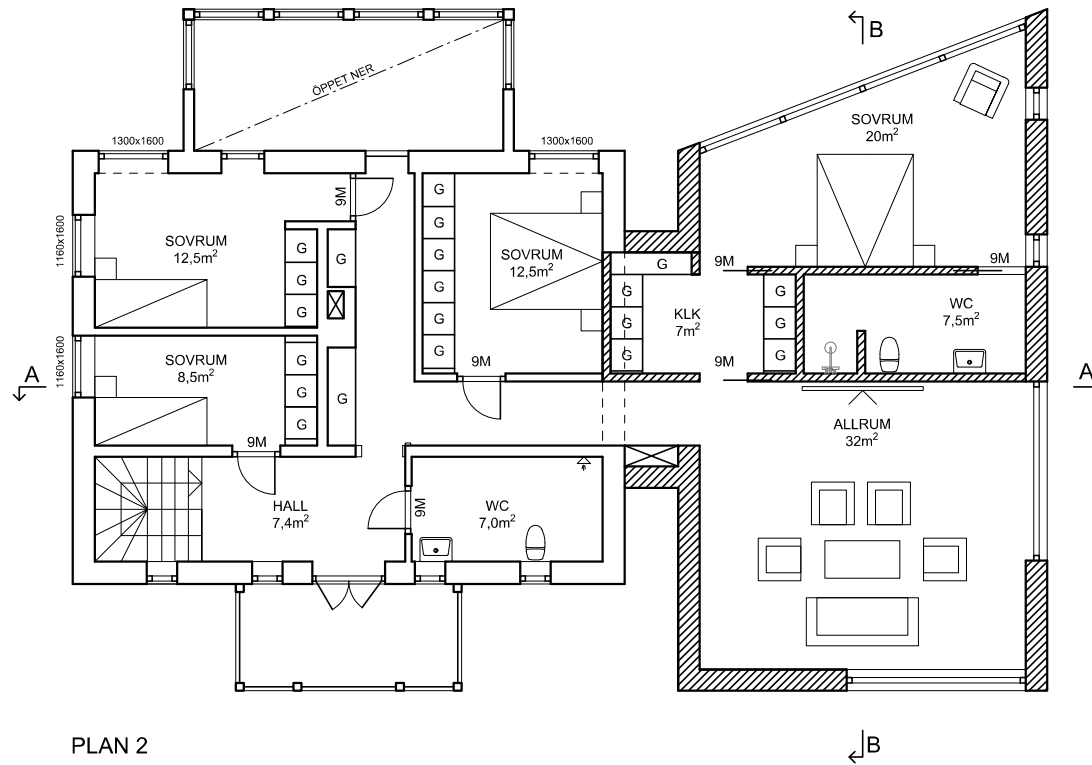 B
ÖPPET NER
1300x1600
1300x1600
SOVRUM
20m²
9M
G
G
G
G
G
G
1160x1600
SOVRUM
12,5m²
G
G
G
G
SOVRUM
12,5m²
9M
G
9M
G
G
G
KLK
7m²
G
G
G
WC
7,5m²
1160x1600
SOVRUM
8,5m²
G
G
G
G
9M
9M
A
A
ALLRUM
32m²
9M
HALL
7,4m²
9M
WC
7,0m²
PLAN 2
B